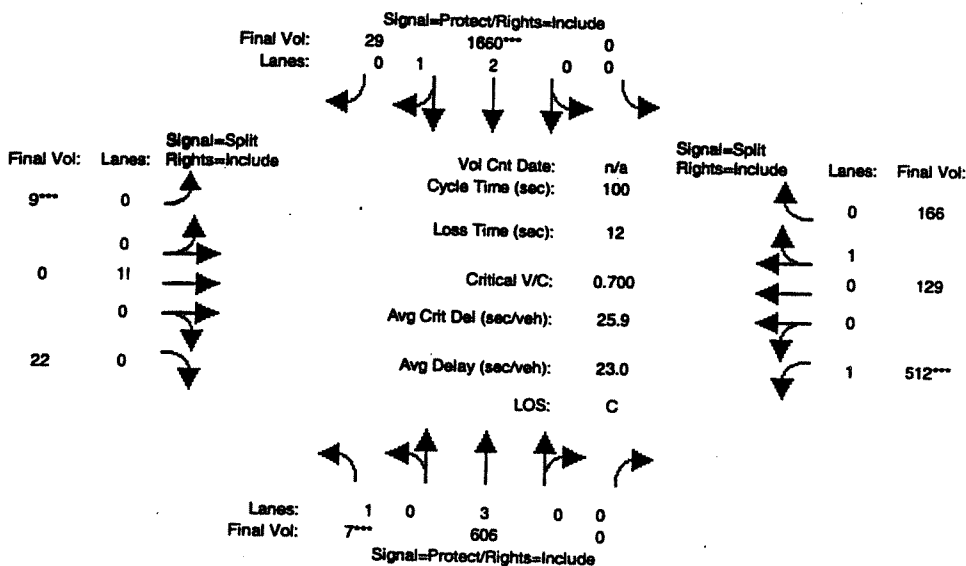 Signal=Protect/Rights=Include
Final Vol: 29 1660*** 0
Lanes: 0 1 2 0 0
Signal=Split
Final Vol: Lanes: Rights=Include
Vol Cnt Date: n/a
Signal=Split
Rights=Include Lanes: Final Vol:
Cycle Time (sec): 100
9*** 0
0 166
Loss Time (sec): 12
0
1
0 1!
Critical V/C: 0.700
0 129
0
Avg Crit Del (sec/veh): 25.9
0
22 0
Avg Delay (sec/veh): 23.0
1 512***
LOS: C
Lanes: 1 0 3 0 0
Final Vol: 7*** 606 0
Signal=Protect/Rights=Include